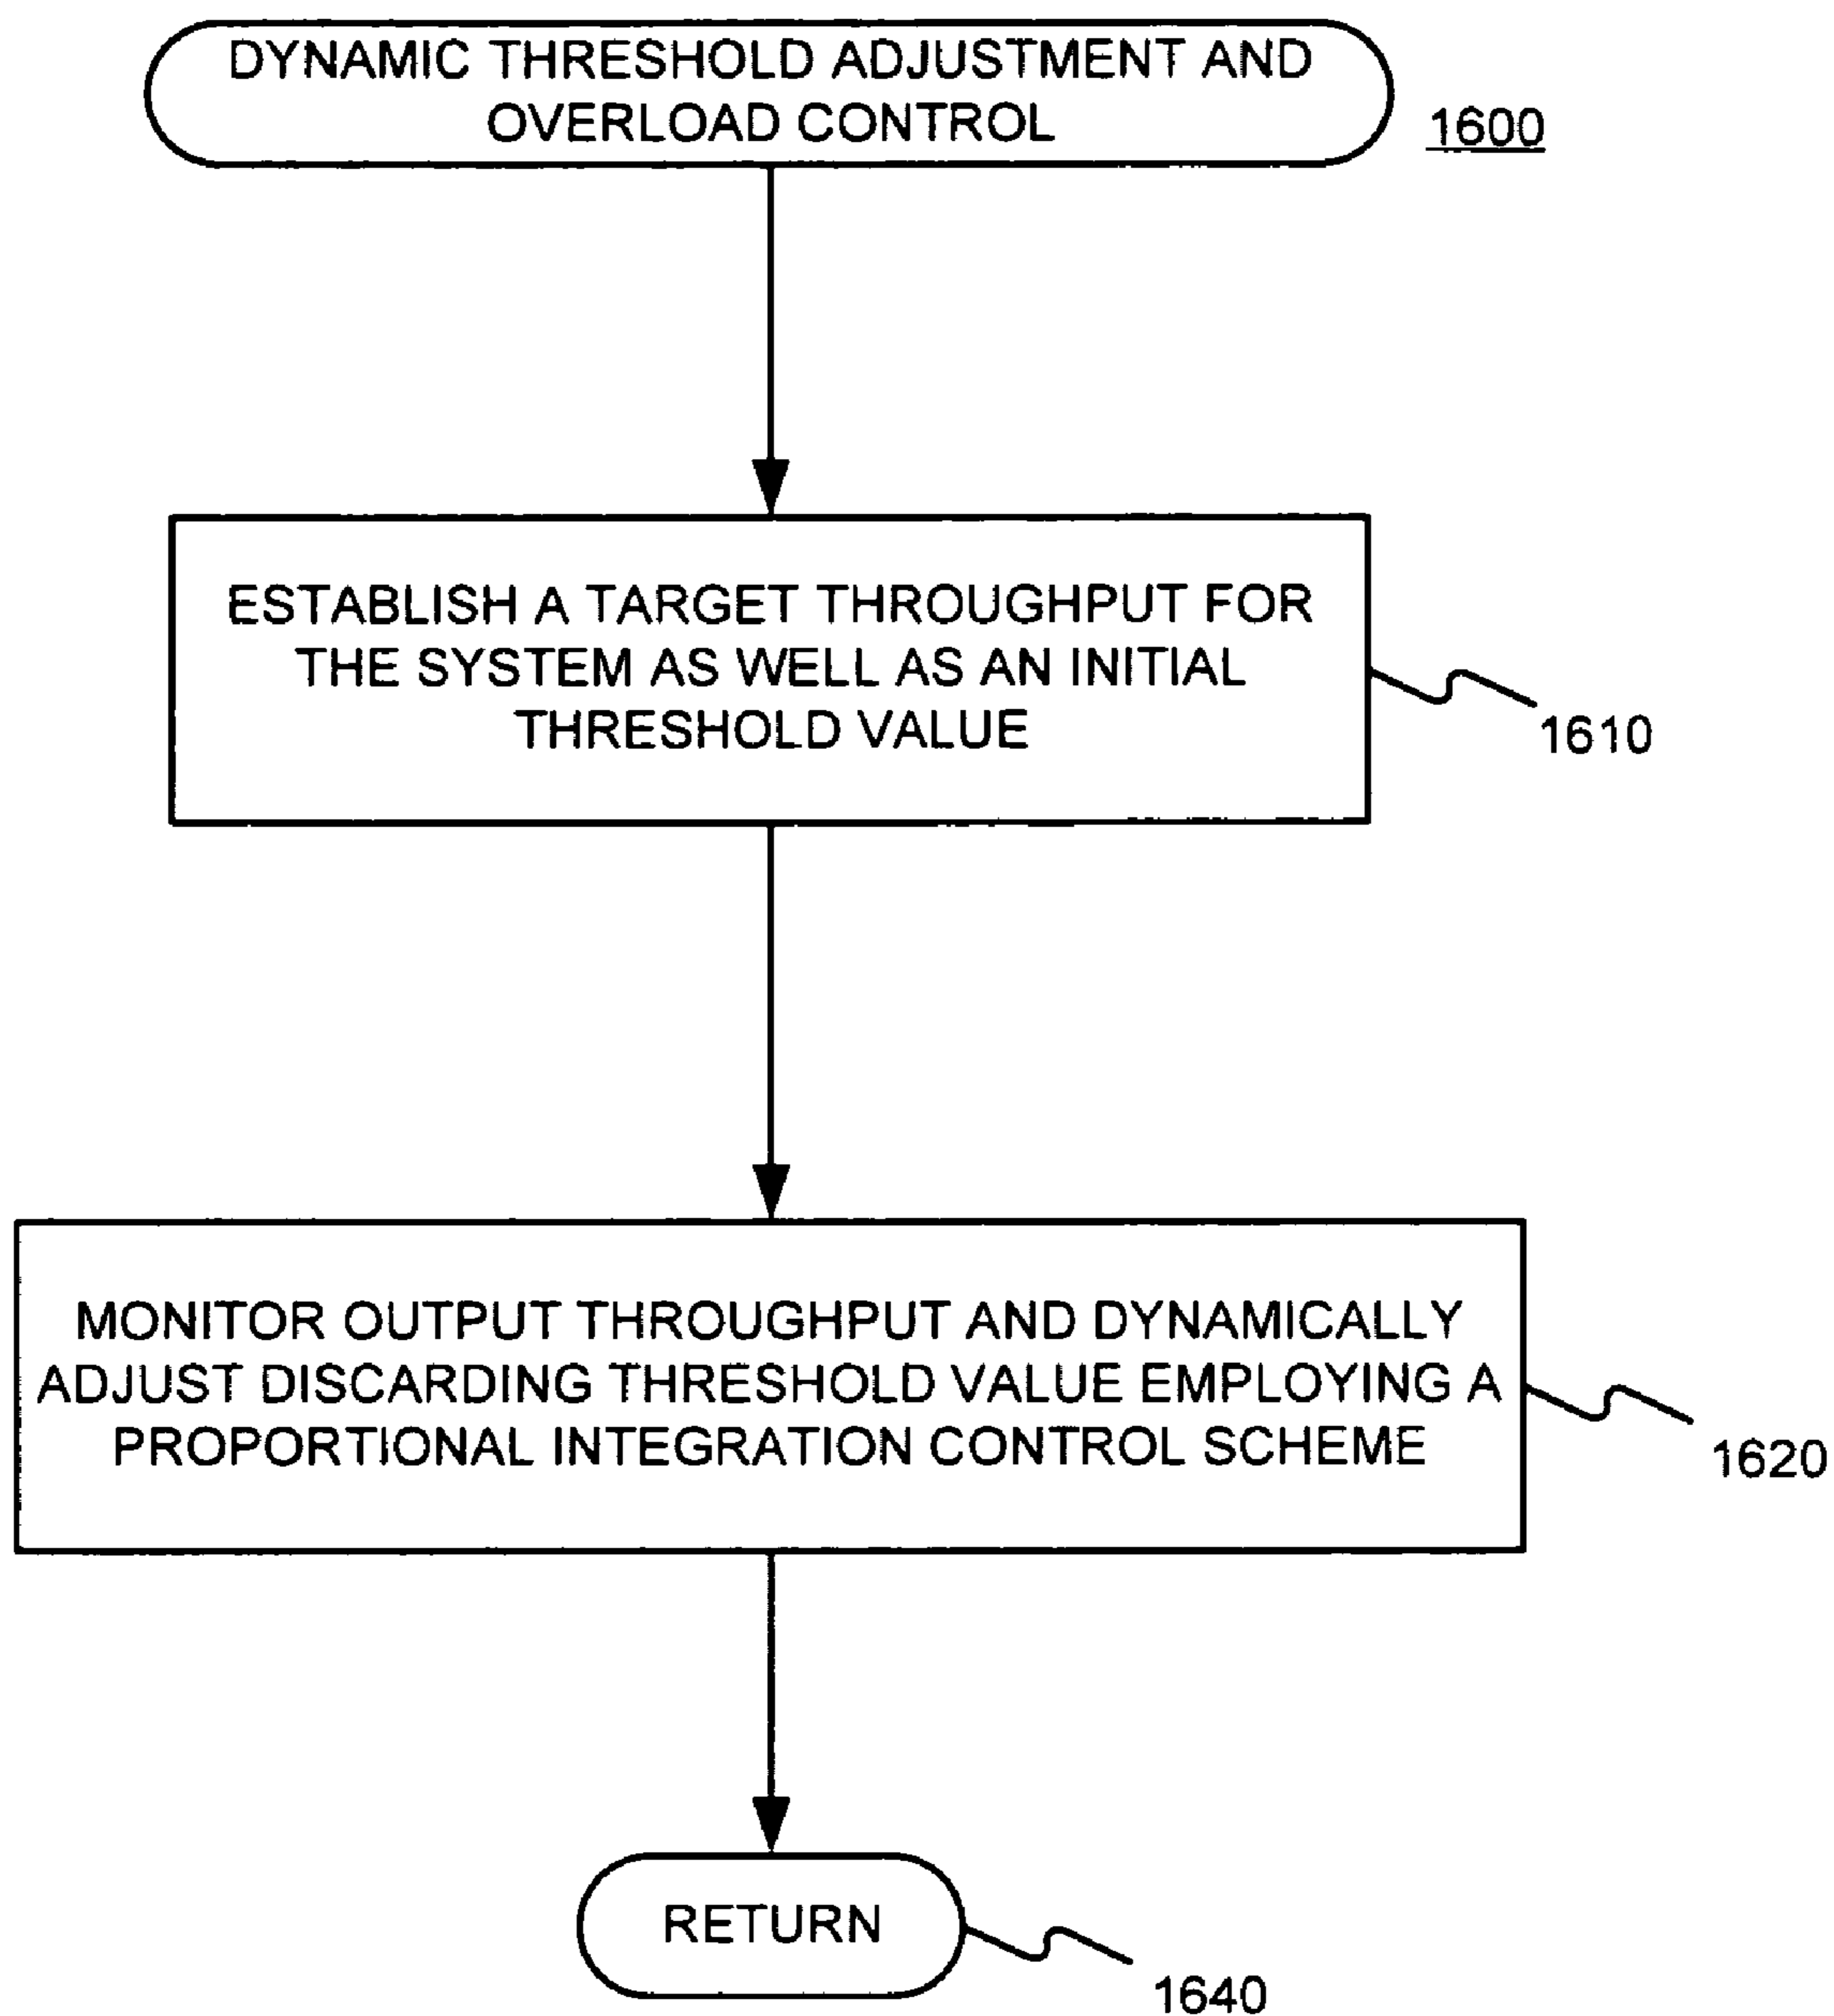 DYNAMIC THRESHOLD ADJUSTMENT AND
OVERLOAD CONTROL
1600
ESTABLISH A TARGET THROUGHPUT FOR
THE SYSTEM AS WELL AS AN INITIAL
THRESHOLD VALUE
1610
MONITOR OUTPUT THROUGHPUT AND DYNAMICALLY
ADJUST DISCARDING THRESHOLD VALUE EMPLOYING A
PROPORTIONAL INTEGRATION CONTROL SCHEME
1620
RETURN
1640